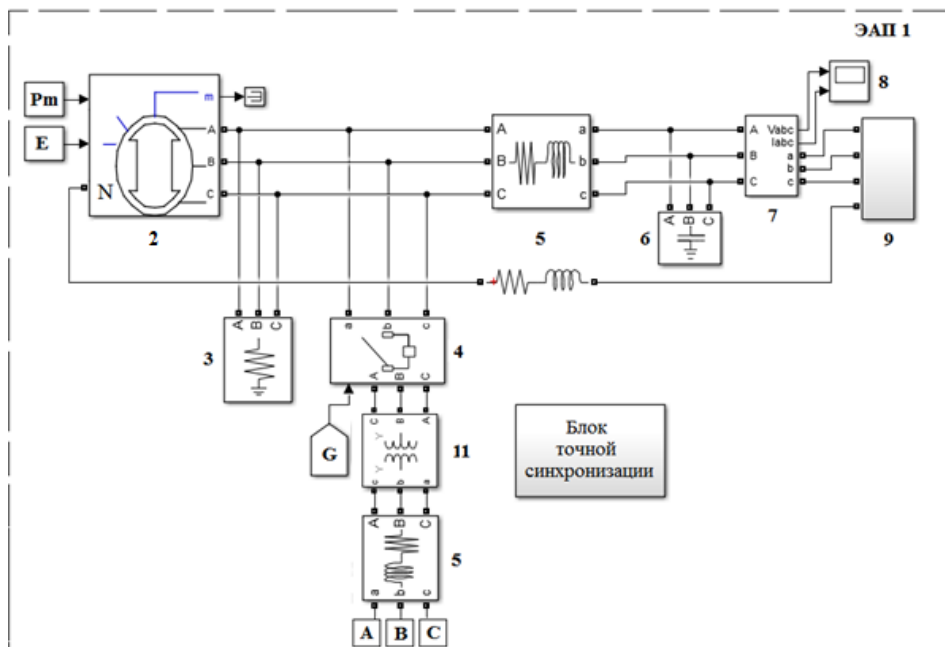 ЭАП 1
8
Pm
m
E
A
B
C
N
2
A a
B b
C c
5
A Vabc
Iabc
B a
b
C c
7
9
A B C
6
A B C
3
a b c
4
A B C
G
C B A
Y
Y
11
c b a
A B C
5
a b c
A B C
Блок
точной
синхронизации